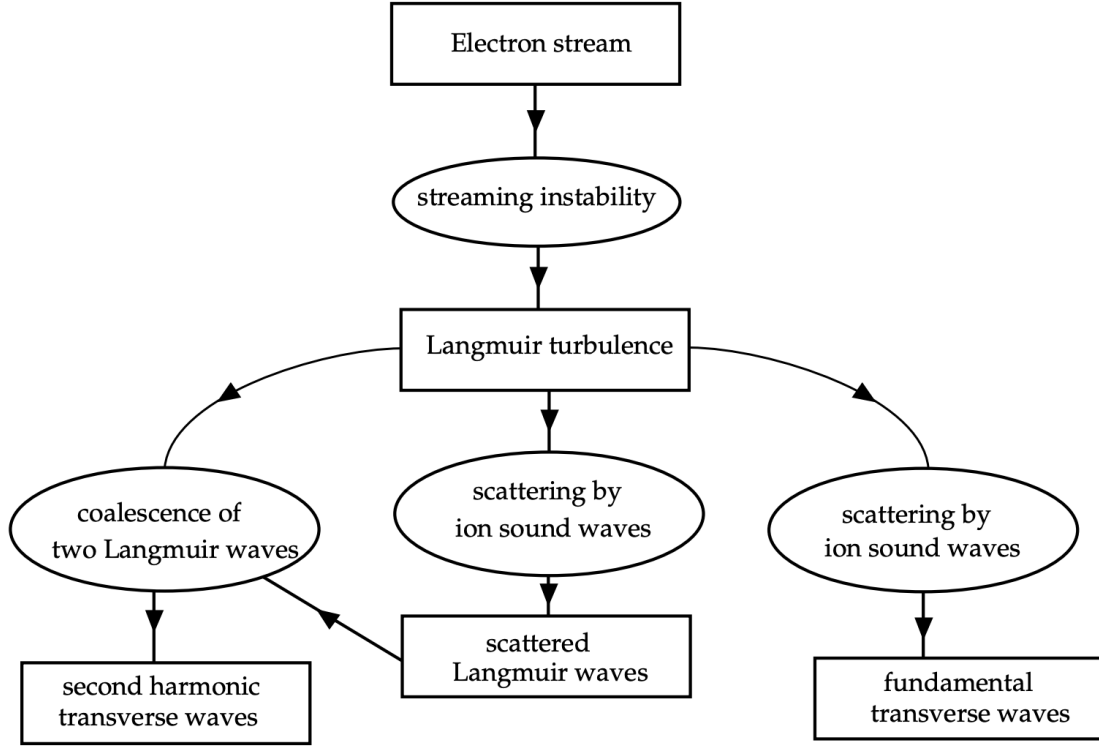 Electron stream
streaming instability
Langmuir turbulence
coalescence of
two Langmuir waves
scattering by
ion sound waves
scattering by
ion sound waves
second harmonic
transverse waves
scattered
Langmuir waves
fundamental
transverse waves